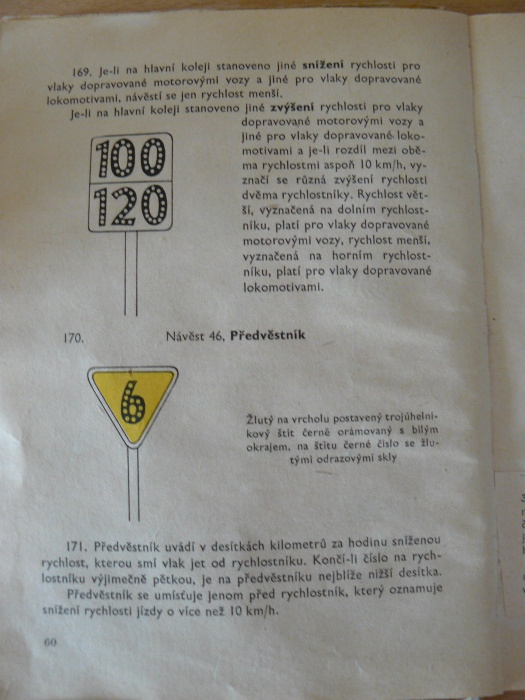 169. Je-li na hlavní koleji stanoveno jiné snížení rychlosti pro
vlaky dopravované motorovými vozy a jiné pro vlaky dopravované
lokomotivami, návěstí se jen rychlost menší.
Je-li na hlavní koleji stanoveno jiné zvýšení rychlosti pro vlaky
dopravované motorovými vozy a
jiné pro vlaky dopravované loko-
motivami a je-li rozdíl mezi obě-
ma rychlostmi aspoň 10 km/h, vy-
značí se různá zvýšení rychlosti
dvěma rychlostníky. Rychlost vět-
ší, vyznačená na dolním rychlost-
níku, platí pro vlaky dopravované
motorovými vozy, rychlost menší,
vyznačená na horním rychlost-
níku, platí pro vlaky dopravované
lokomotivami.
100
120
170. Návěst 46, Předvěstník
6
Žlutý na vrcholu postavený trojúhelní-
kový štít černě orámovaný s bílým
okrajem, na štítu černé číslo se žlu-
tými odrazovými skly
171. Předvěstník uvádí v desítkách kilometrů za hodinu sníženou
rychlost, kterou smí vlak jet od rychlostníku. Končí-li číslo na rych-
lostníku výjimečně pětkou, je na předvěstníku nejblíže nižší desítka.
Předvěstník se umísťuje jenom před rychlostník, který oznamuje
snížení rychlosti jízdy o více než 10 km/h.
60